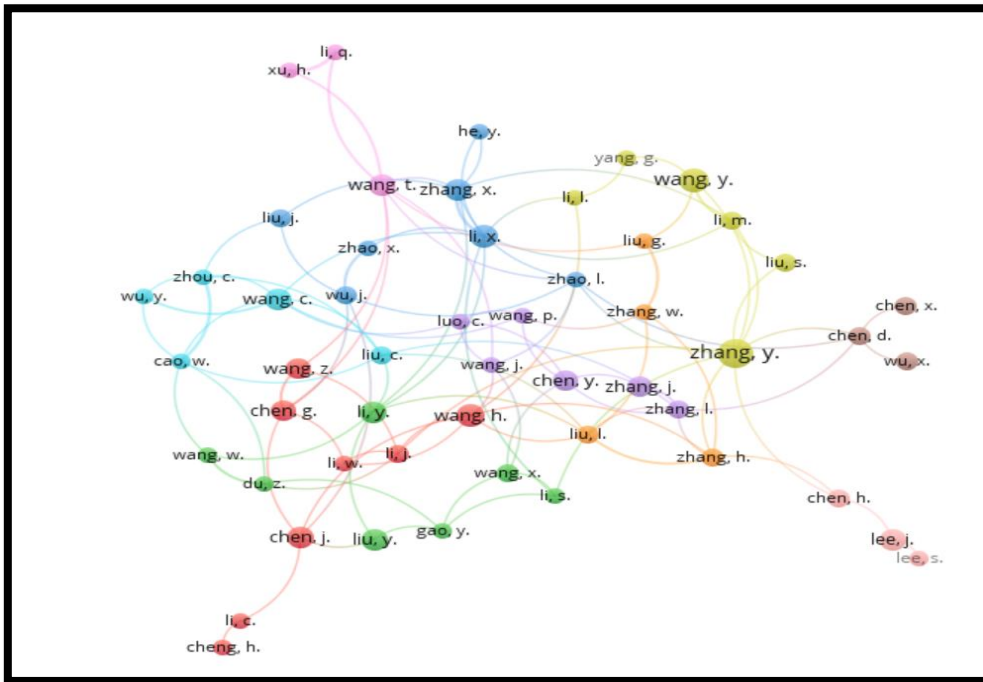 li, q.
xu, h.
he, y.
yang, g.
wang, t.
zhang, x.
wang, y.
li, l.
liu, j.
li, m.
li, x.
liu, g.
zhao, x.
liu, s.
zhou, c.
zhao, l.
wu, y.
wang, c.
wu, j.
chen, x.
zhang, w.
luo, c.
wang, p.
chen, d.
cao, w.
liu, c.
zhang, y.
wu, x.
wang, z.
wang, j.
chen, y.
zhang, j.
chen, g.
li, y.
wang, h.
zhang, l.
liu, l.
wang, w.
li, w.
li, j.
zhang, h.
wang, x.
du, z.
li, s.
chen, h.
chen, j.
liu, y.
gao, y.
lee, j.
lee, s.
li, c.
cheng, h.